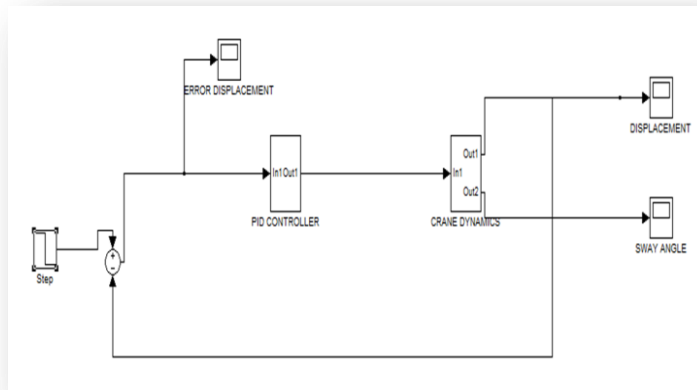 ERROR DISPLACEMENT
DISPLACEMENT
Out1
In1 Out1
In1
Out2
PID CONTROLLER
CRANE DYNAMICS
SWAY ANGLE
+
-
Step